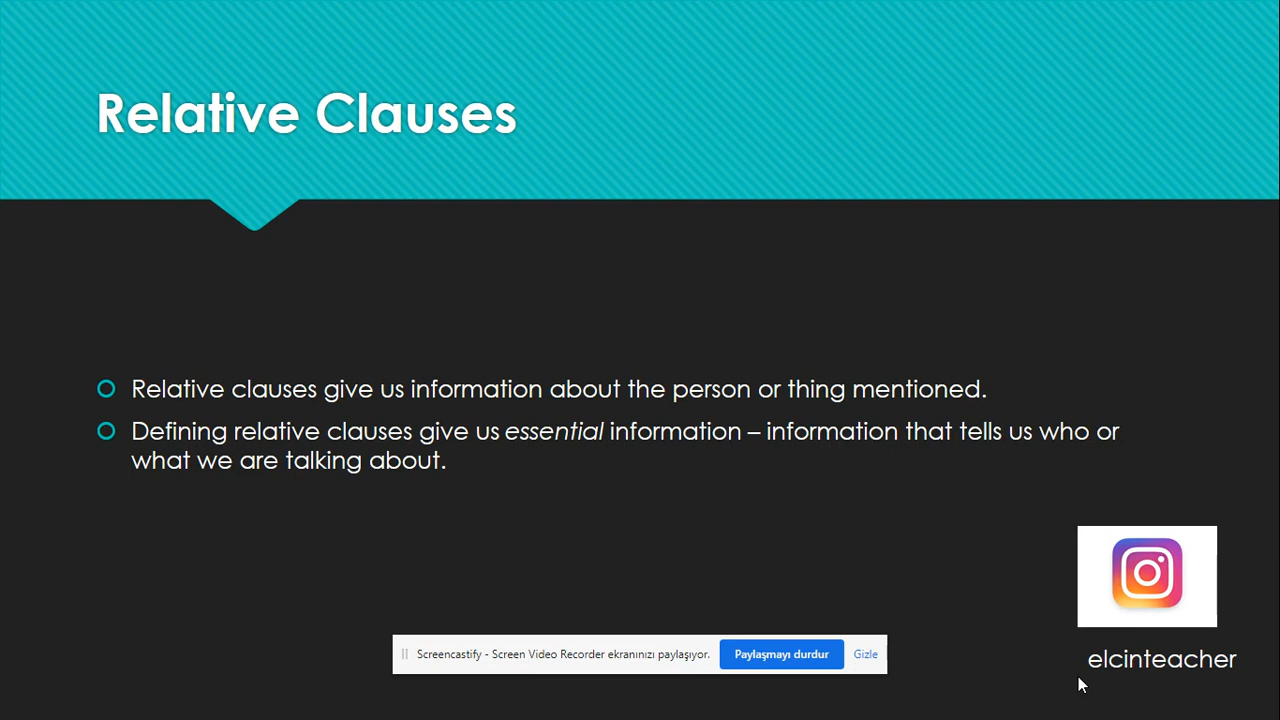 Relative Clauses
Relative clauses give us information about the person or thing mentioned.
Defining relative clauses give us essential information – information that tells us who or
what we are talking about.
Screencastify - Screen Video Recorder ekranınızı paylaşıyor. Paylaşmayı durdur Gizle
elcinteacher